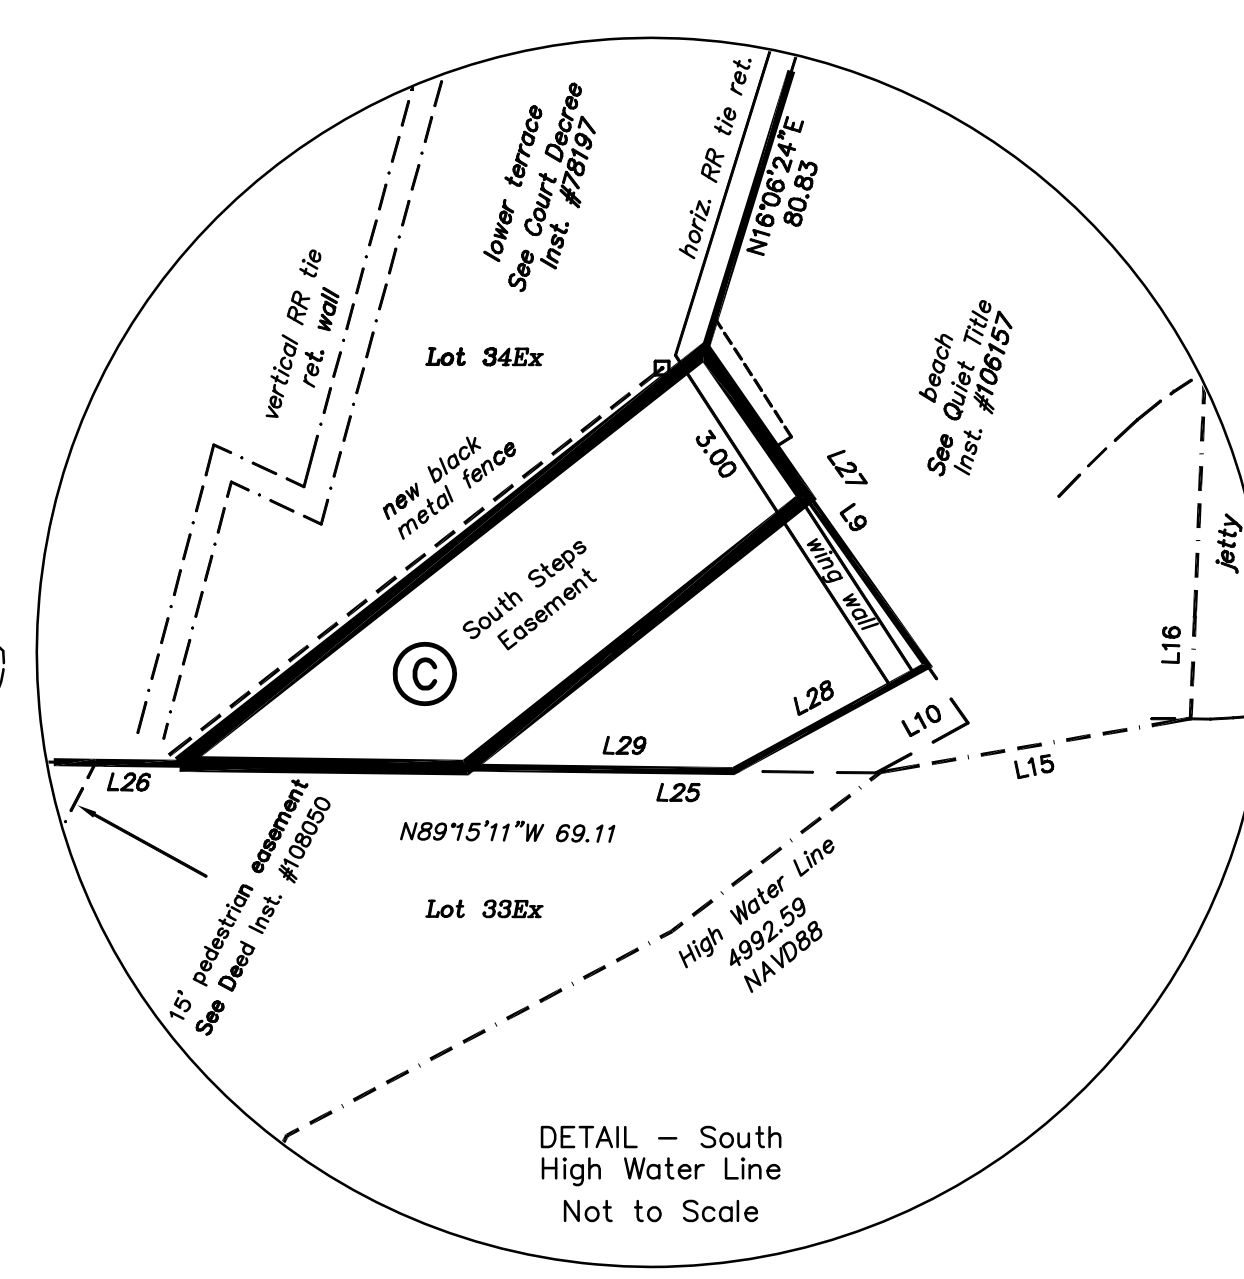 horiz. RR tie ret.
N16°06'24"E
80.83
lower terrace
See Court Decree
Inst. #78197
vertical RR tie
ret. wall
Lot 34Ex
beach
See Quiet Title
Inst. #106157
new black
metal fence
3.00
L27
L9
jetty
South Steps
Easement
wing wall
C
L16
L28
L10
L29
L15
L26
L25
N89°15'11"W 69.11
15' pedestrian easement
See Deed Inst. #108050
Lot 33Ex
High Water Line
4992.59
NAVD88
DETAIL - South
High Water Line
Not to Scale